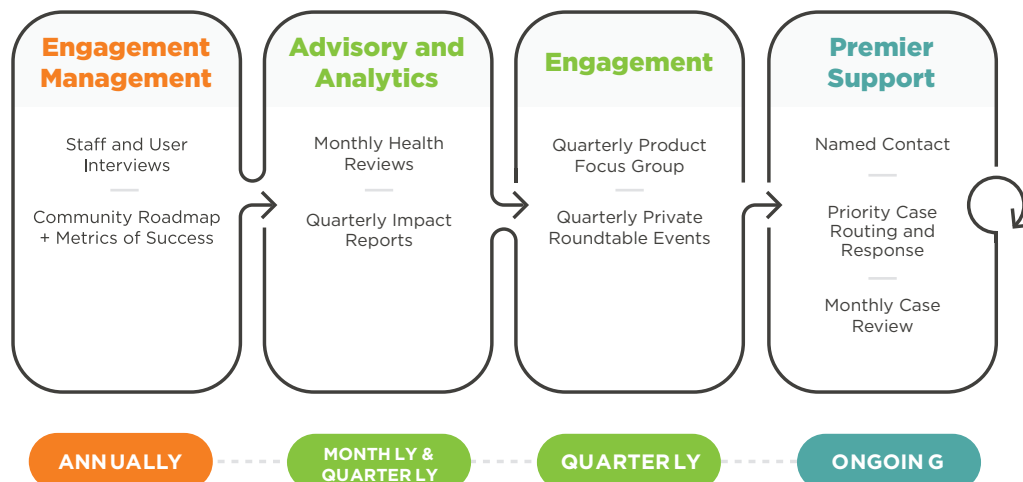 Engagement
Management
Staff and User
Interviews
Community Roadmap
+ Metrics of Success
Advisory and
Analytics
Monthly Health
Reviews
Quarterly Impact
Reports
Engagement
Quarterly Product
Focus Group
Quarterly Private
Roundtable Events
Premier
Support
Named Contact
Priority Case
Routing and
Response
Monthly Case
Review
ANNUALLY
MONTHLY &
QUARTERLY
QUARTERLY
ONGOING